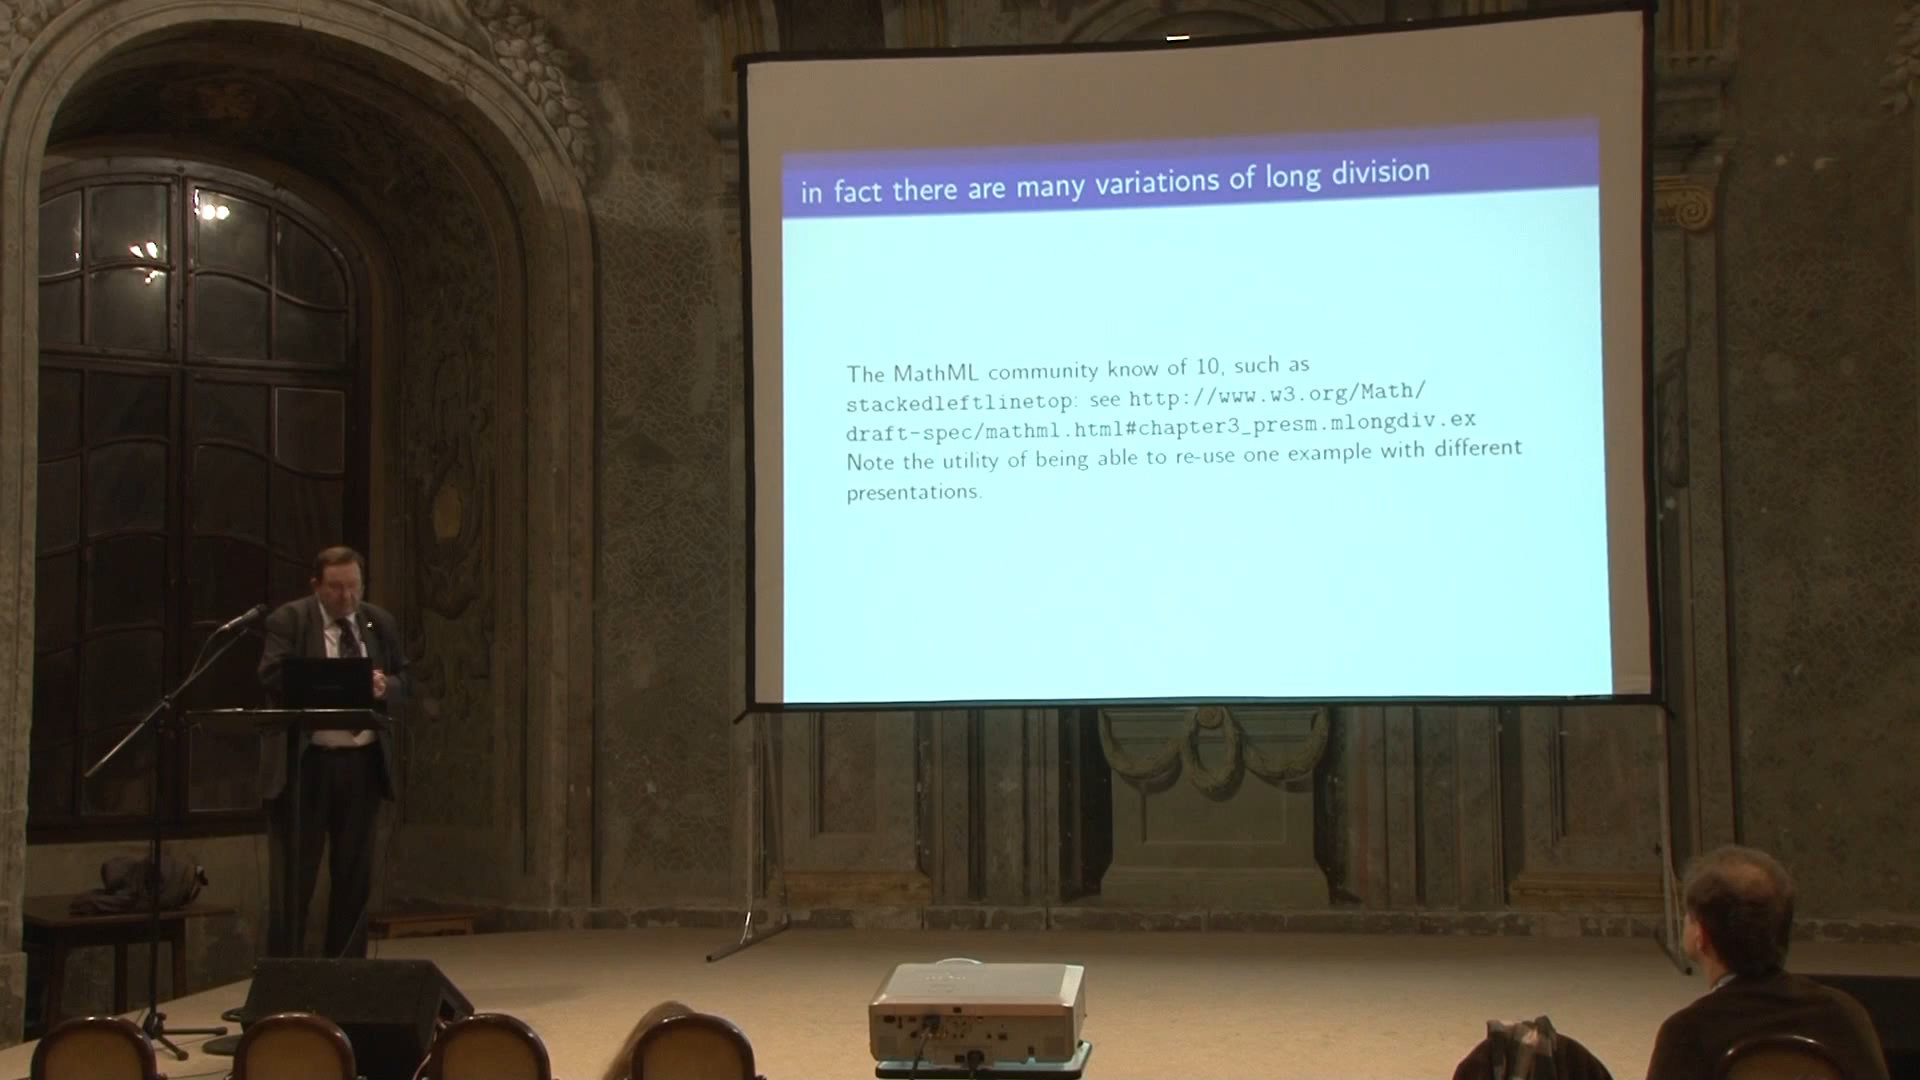 in fact there are many variations of long division
The MathML community know of 10, such as
stackedleftlinetop: see http://www.w3.org/Math/
draft-spec/mathml.html#chapter3_presm.mlongdiv.ex
Note the utility of being able to re-use one example with different
presentations.